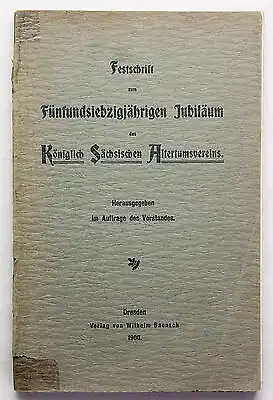 Festschrift
zum
Fünfundsiebzigjährigen Jubiläum
des
Königlich Sächsischen Altertumsvereins.
Herausgegeben
im Auftrage des Vorstandes.
Dresden
Verlag von Wilhelm Baensch
1900.